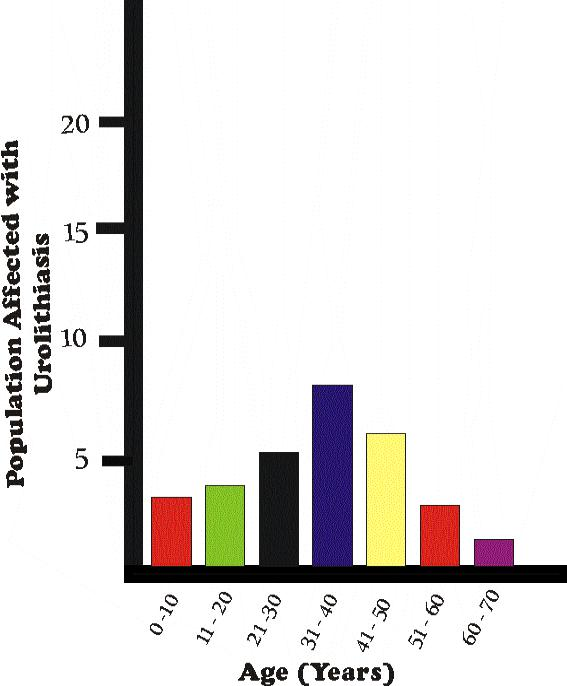 Population Affected with
Urolithiasis
20
15
10
5
0 -10
11 - 20
21 -30
31 - 40
41 - 50
51 - 60
60 - 70
Age (Years)